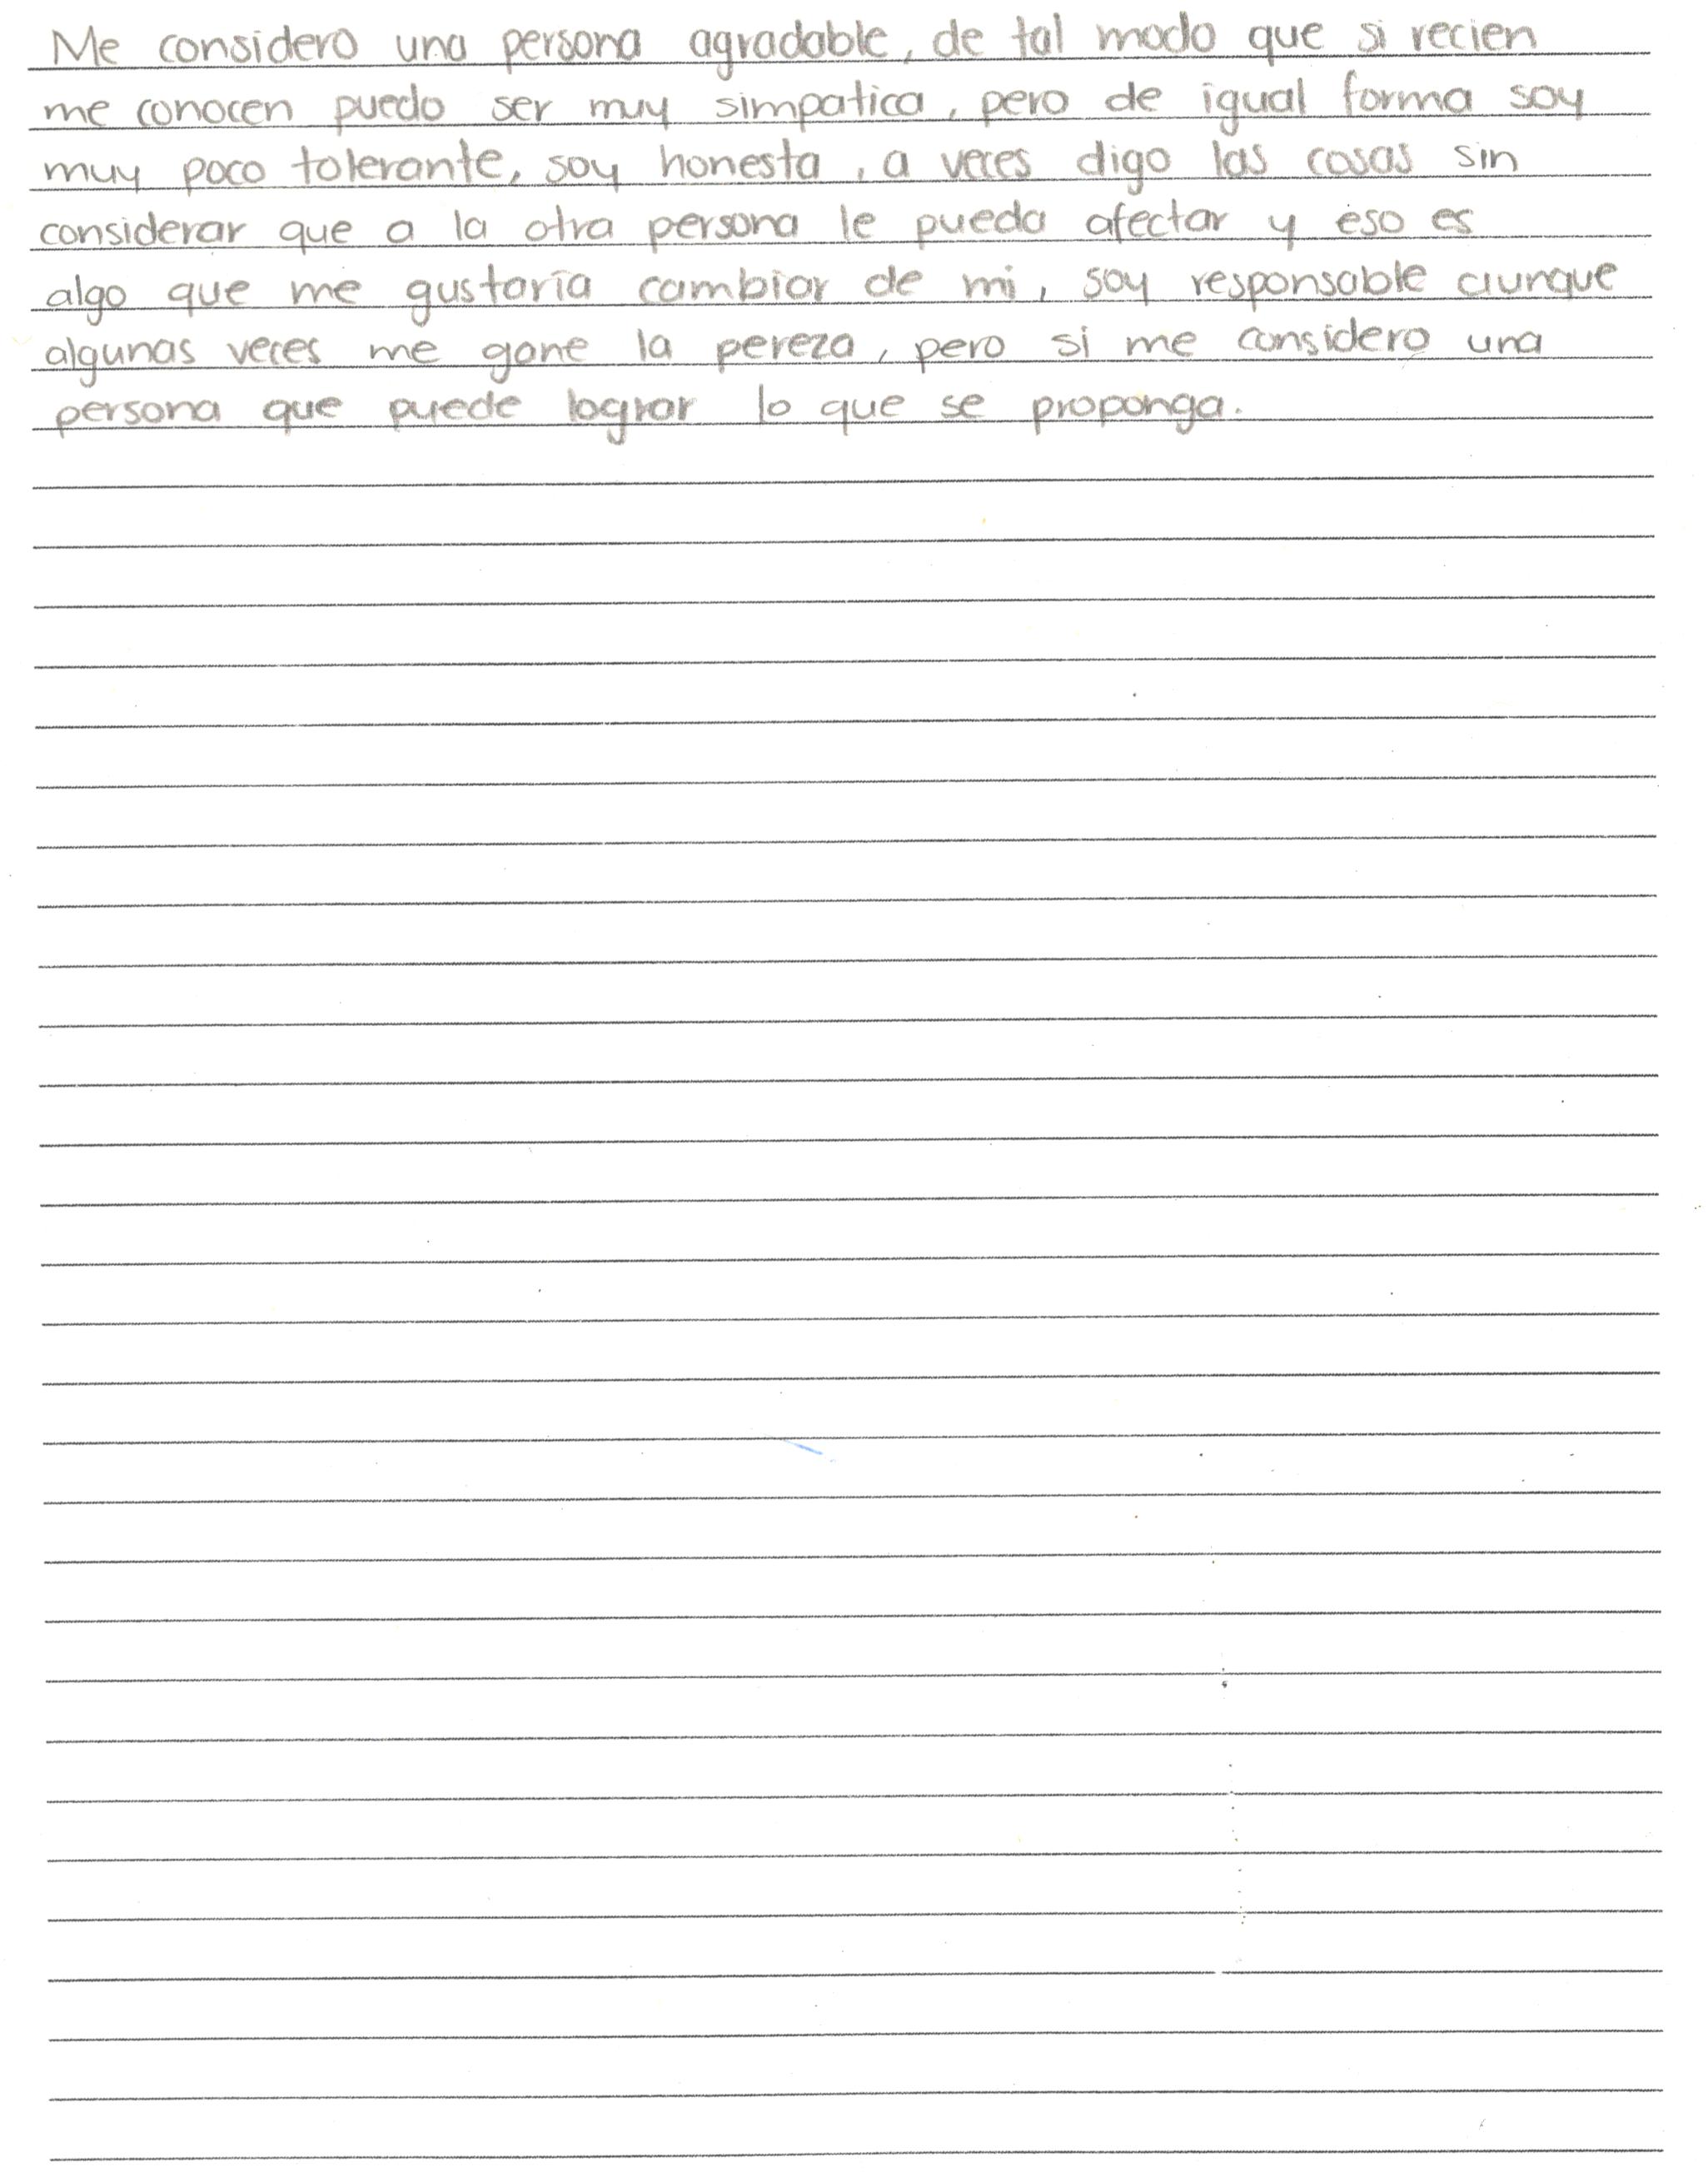 Me considero una persona agradable, de tal modo que si recien
me conocen puedo ser muy simpatica, pero de igual forma soy
muy poco tolerante, soy honesta, a veces digo las cosas sin
considerar que a la otra persona le pueda afectar y eso es
algo que me gustaría cambiar de mi, soy responsable aunque
algunas veces me gane la pereza, pero si me considero una
persona que puede lograr lo que se proponga.